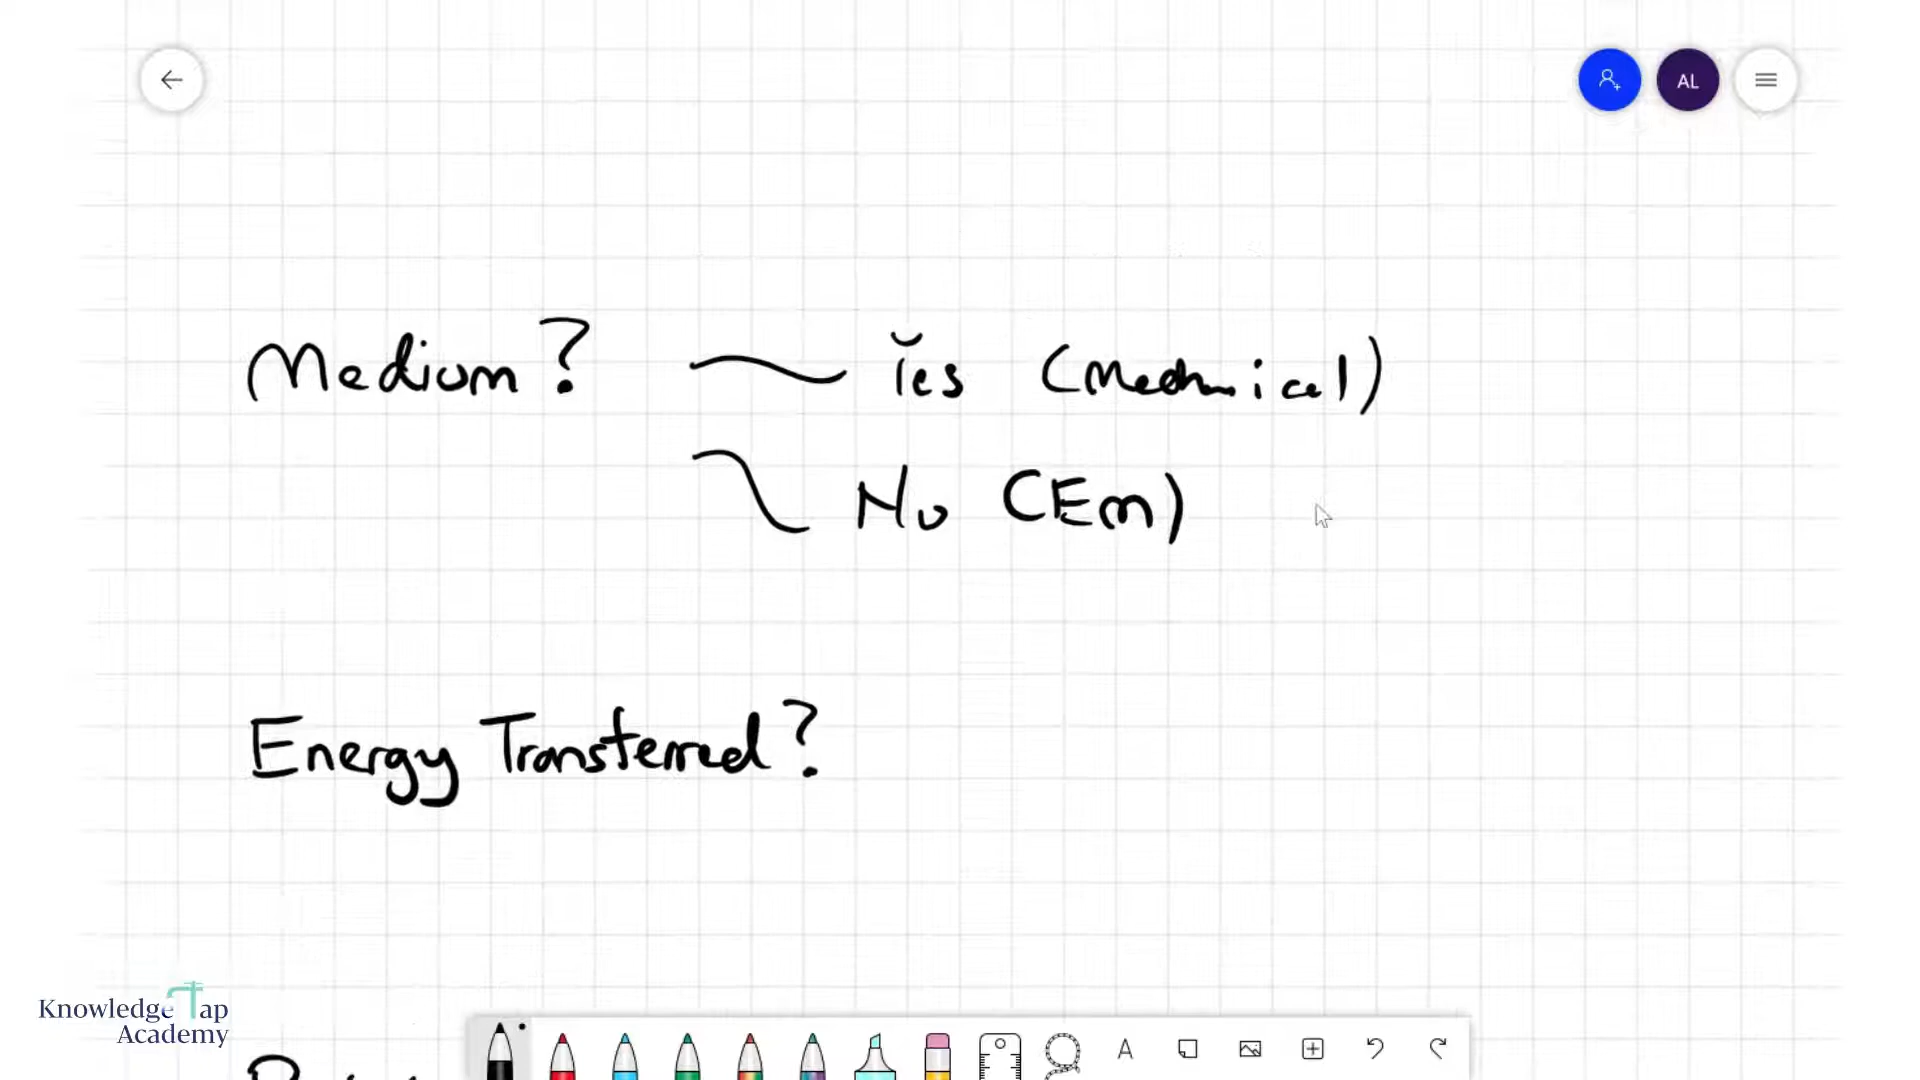 AL
Medium? Yes (Mechanical)
No (Em)
Energy Transferred?
Knowledge Tap
Academy
A